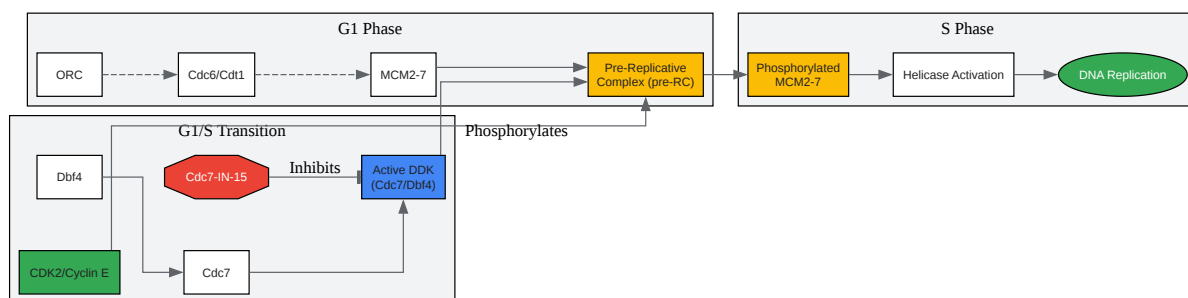 G1 Phase
S Phase
ORC
Cdc6/Cdt1
MCM2-7
Pre-Replicative
Complex (pre-RC)
Phosphorylated
MCM2-7
Helicase Activation
DNA Replication
G1/S Transition
Phosphorylates
Dbf4
Cdc7-IN-15
Inhibits
Active DDK
(Cdc7/Dbf4)
CDK2/Cyclin E
Cdc7